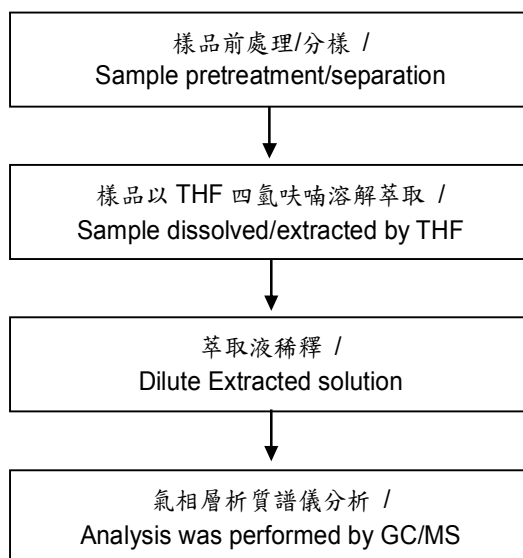 樣品前處理/分樣 /
Sample pretreatment/separation
樣品以 THF 四氫呋喃溶解萃取 /
Sample dissolved/extracted by THF
萃取液稀釋 /
Dilute Extracted solution
氣相層析質譜儀分析 /
Analysis was performed by GC/MS